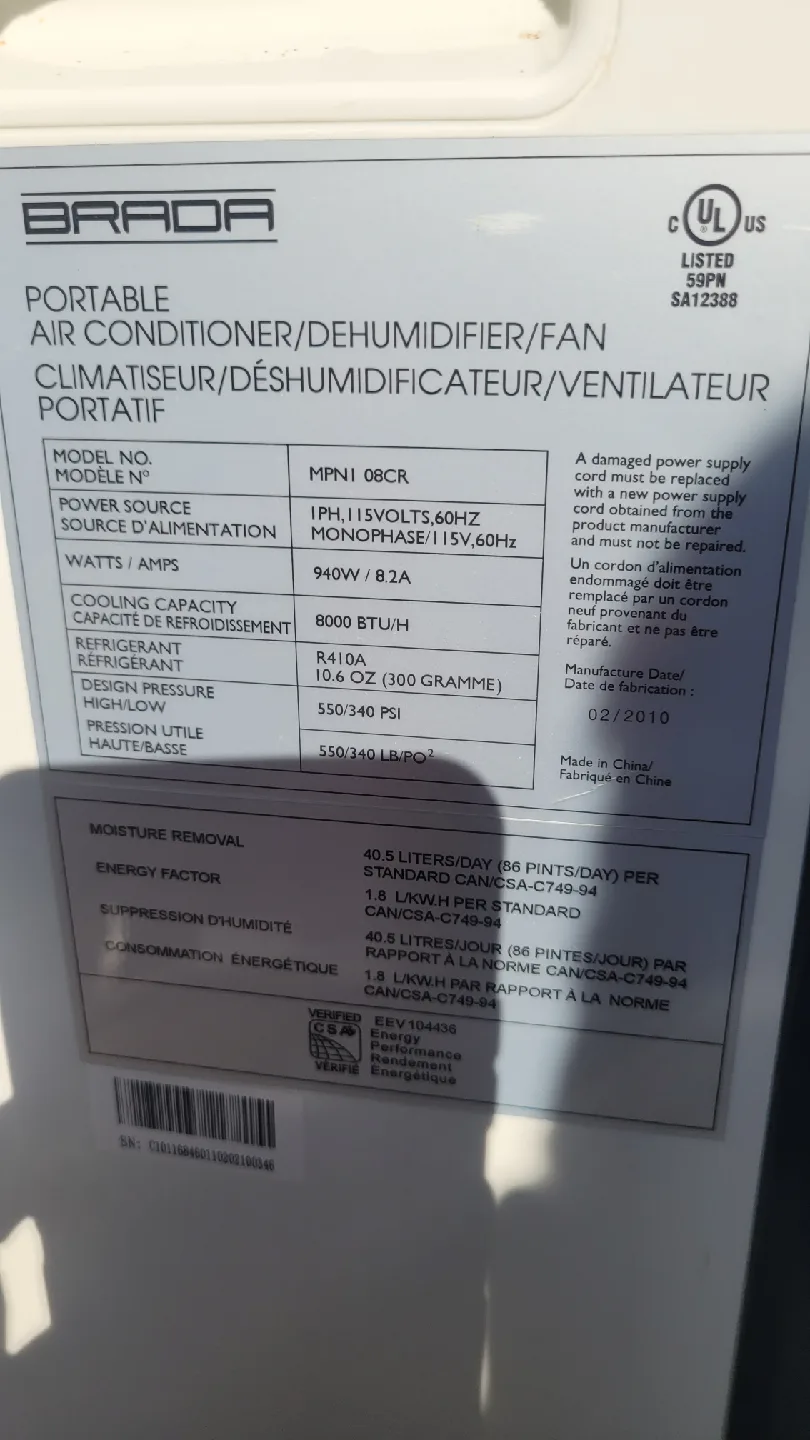 BRADA
C UL US
®
LISTED
59PN
SA12388
PORTABLE
AIR CONDITIONER/DEHUMIDIFIER/FAN
CLIMATISEUR/DÉSHUMIDIFICATEUR/VENTILATEUR
PORTATIF
MODEL NO.
MODÈLE N°
MPN1 08CR
POWER SOURCE
SOURCE D'ALIMENTATION
1PH,115VOLTS,60HZ
MONOPHASE/115V,60Hz
WATTS / AMPS
940W / 8.2A
COOLING CAPACITY
CAPACITÉ DE REFROIDISSEMENT
8000 BTU/H
REFRIGERANT
RÉFRIGÉRANT
R410A
10.6 OZ (300 GRAMME)
DESIGN PRESSURE
HIGH/LOW
550/340 PSI
PRESSION UTILE
HAUTE/BASSE
550/340 LB/PO²
A damaged power supply
cord must be replaced
with a new power supply
cord obtained from the
product manufacturer
and must not be repaired.
Un cordon d'alimentation
endommagé doit être
remplacé par un cordon
neuf provenant du
fabricant et ne pas être
réparé.
Manufacture Date/
Date de fabrication :
02/2010
Made in China/
Fabriqué en Chine
MOISTURE REMOVAL
40.5 LITERS/DAY (86 PINTS/DAY) PER
STANDARD CAN/CSA-C749-94
ENERGY FACTOR
1.8 L/KW.H PER STANDARD
CAN/CSA-C749-94
SUPPRESSION D'HUMIDITÉ
40.5 LITRES/JOUR (86 PINTES/JOUR) PAR
RAPPORT À LA NORME CAN/CSA-C749-94
CONSOMMATION ÉNERGÉTIQUE
1.8 L/KW.H PAR RAPPORT À LA NORME
CAN/CSA-C749-94
VERIFIED
CSA
VÉRIFIÉ
EEV104436
Energy
Performance
Rendement
Énergétique